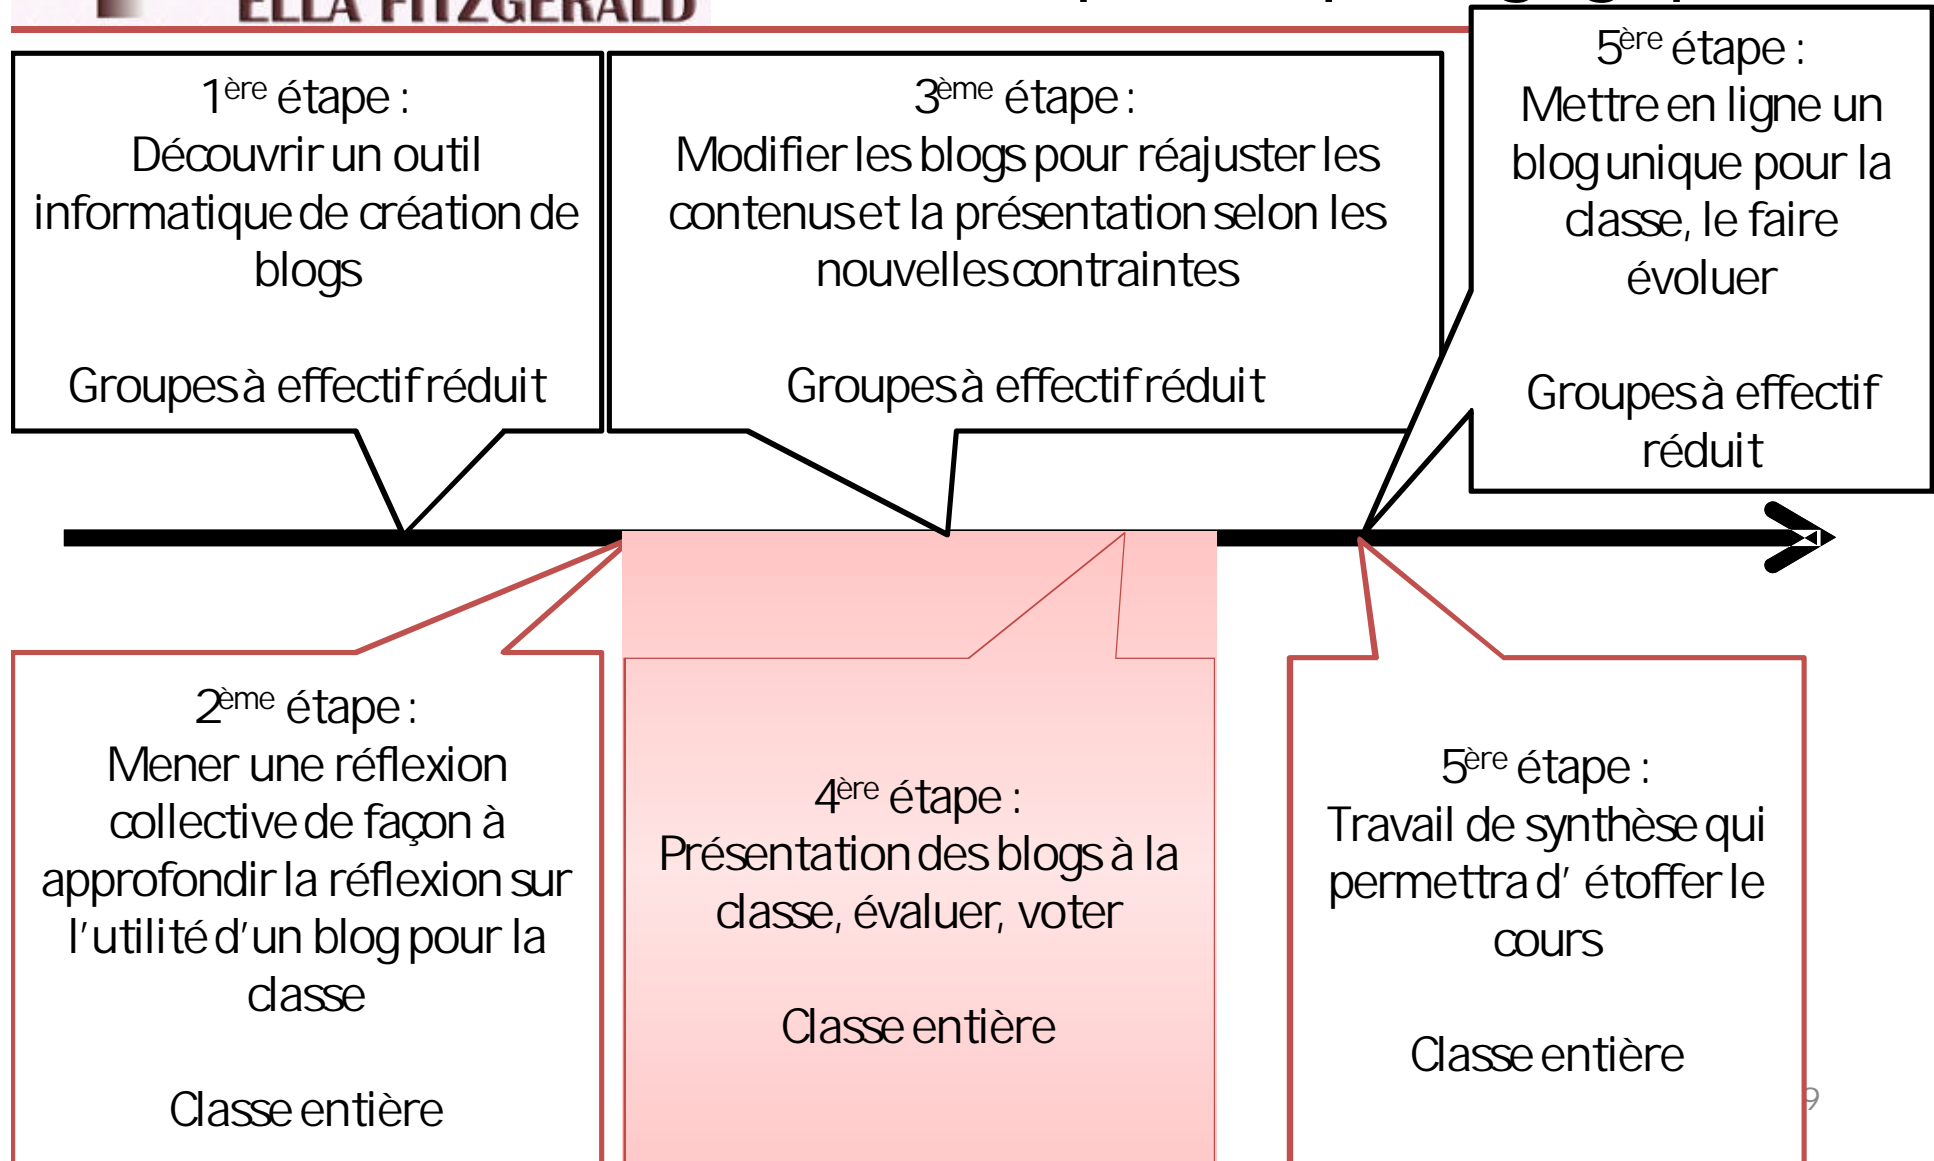 ELLA FITZGERALD
1ère étape :
Découvrir un outil
informatique de création de
blogs
Groupes à effectif réduit
3ème étape :
Modifier les blogs pour réajuster les
contenus et la présentation selon les
nouvelles contraintes
Groupes à effectif réduit
5ère étape :
Mettre en ligne un
blog unique pour la
classe, le faire
évoluer
Groupes à effectif
réduit
2ème étape :
Mener une réflexion
collective de façon à
approfondir la réflexion sur
l'utilité d'un blog pour la
classe
Classe entière
4ère étape :
Présentation des blogs à la
classe, évaluer, voter
Classe entière
5ère étape :
Travail de synthèse qui
permettra d' étoffer le
cours
Classe entière
9